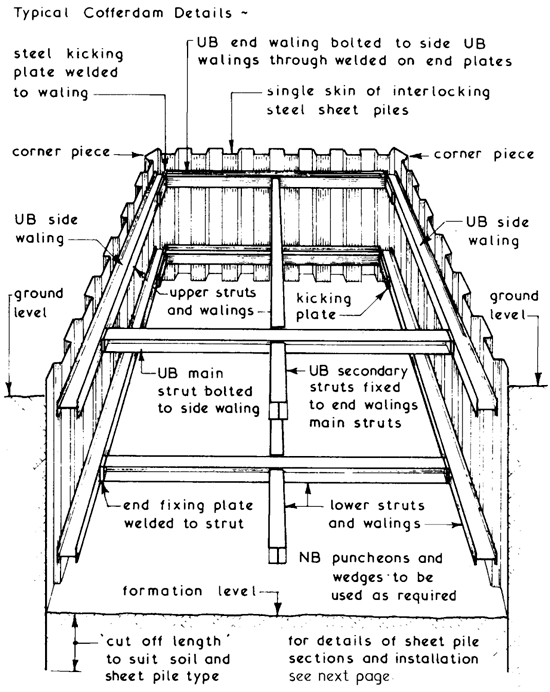 Typical Cofferdam Details ~
steel kicking
plate welded
to waling
UB end waling bolted to side UB
walings through welded on end plates
single skin of interlocking
steel sheet piles
corner piece
corner piece
UB side
waling
UB side
waling
ground
level
upper struts
and walings
kicking
plate
ground
level
UB main
strut bolted
to side waling
UB secondary
struts fixed
to end walings
main struts
end fixing plate
welded to strut
lower struts
and walings
NB puncheons and
wedges to be
used as required
formation level
'cut off length'
to suit soil and
sheet pile type
for details of sheet pile
sections and installation
see next page